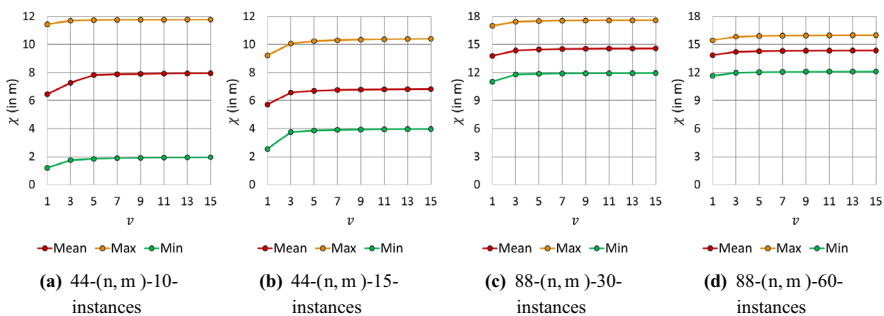 12
10
8
6
4
2
0
χ (in m)
1 3 5 7 9 11 13 15
v
Mean Max Min
(a) 44-(n, m )-10-
instances
12
10
8
6
4
2
0
χ (in m)
1 3 5 7 9 11 13 15
v
Mean Max Min
(b) 44-(n, m )-15-
instances
18
15
12
9
6
3
0
χ (in m)
1 3 5 7 9 11 13 15
v
Mean Max Min
(c) 88-(n, m )-30-
instances
18
15
12
9
6
3
0
χ (in m)
1 3 5 7 9 11 13 15
v
Mean Max Min
(d) 88-(n, m )-60-
instances